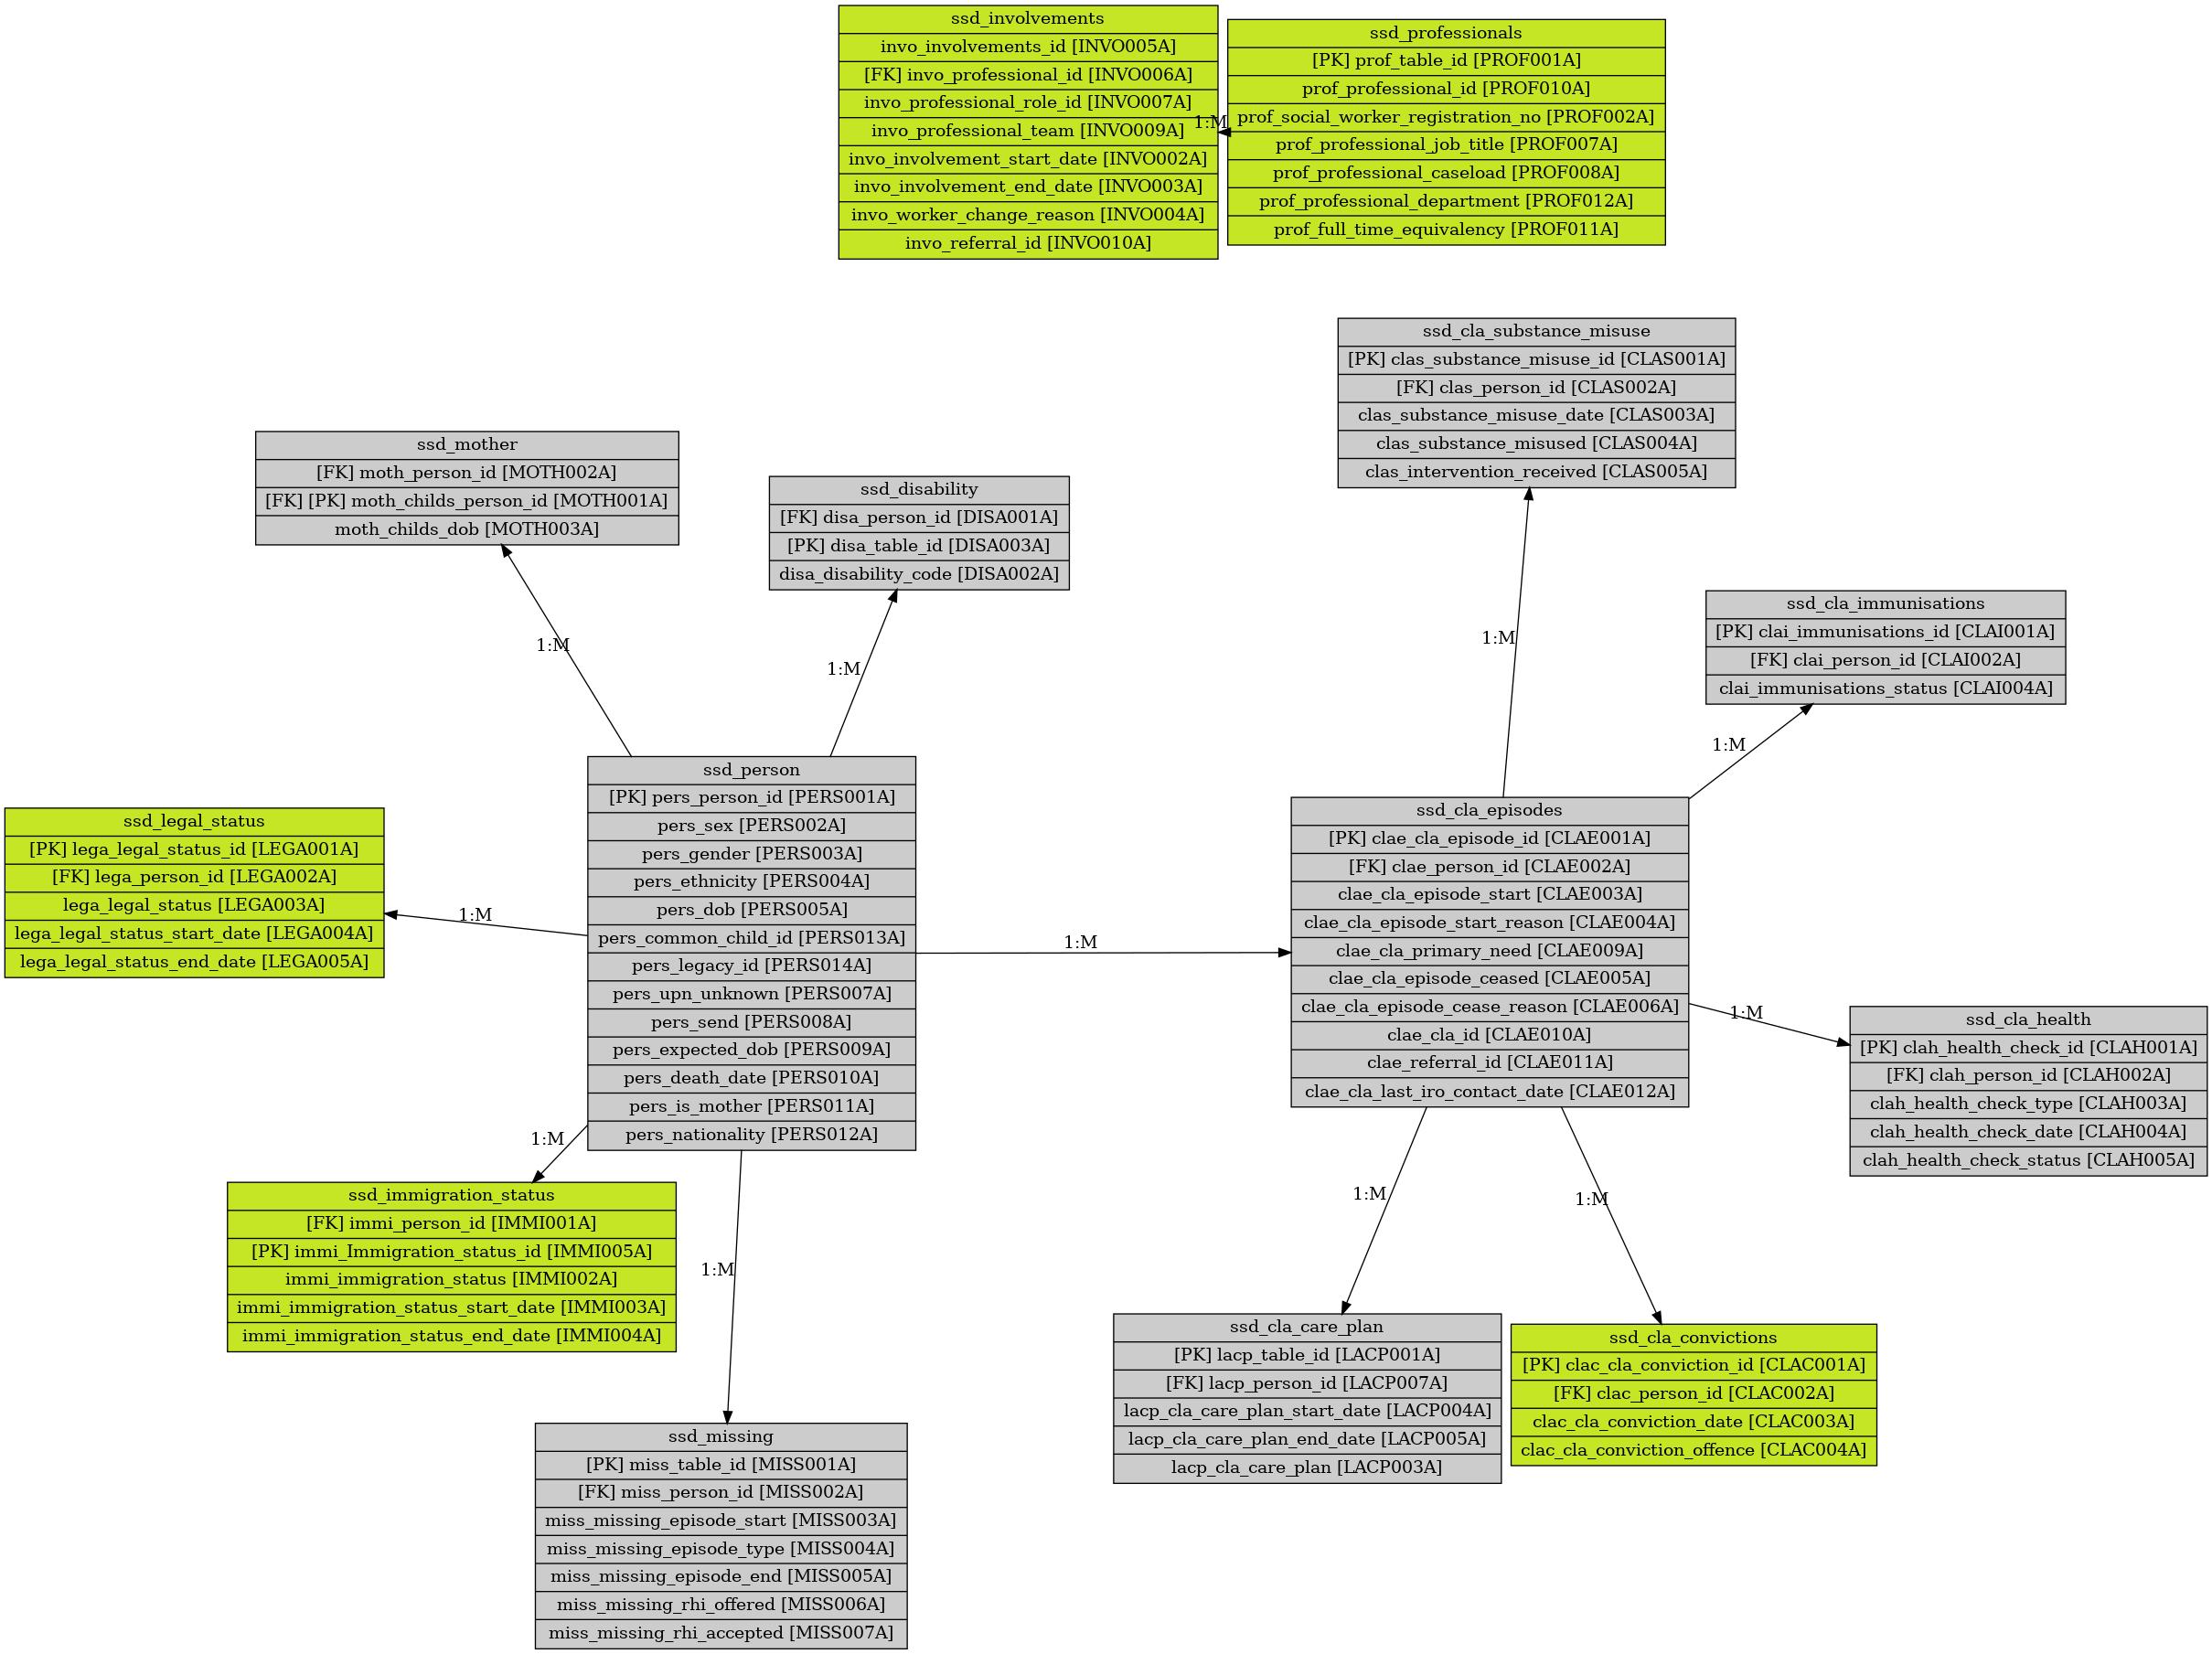 ssd_involvements
invo_involvements_id [INVO005A]
[FK] invo_professional_id [INVO006A]
invo_professional_role_id [INVO007A]
invo_professional_team [INVO009A]
invo_involvement_start_date [INVO002A]
invo_involvement_end_date [INVO003A]
invo_worker_change_reason [INVO004A]
invo_referral_id [INVO010A]
1:M
ssd_professionals
[PK] prof_table_id [PROF001A]
prof_professional_id [PROF010A]
prof_social_worker_registration_no [PROF002A]
prof_professional_job_title [PROF007A]
prof_professional_caseload [PROF008A]
prof_professional_department [PROF012A]
prof_full_time_equivalency [PROF011A]
ssd_cla_substance_misuse
[PK] clas_substance_misuse_id [CLAS001A]
[FK] clas_person_id [CLAS002A]
clas_substance_misuse_date [CLAS003A]
clas_substance_misused [CLAS004A]
clas_intervention_received [CLAS005A]
ssd_mother
[FK] moth_person_id [MOTH002A]
[FK] [PK] moth_childs_person_id [MOTH001A]
moth_childs_dob [MOTH003A]
ssd_disability
[FK] disa_person_id [DISA001A]
[PK] disa_table_id [DISA003A]
disa_disability_code [DISA002A]
ssd_cla_immunisations
[PK] clai_immunisations_id [CLAI001A]
[FK] clai_person_id [CLAI002A]
clai_immunisations_status [CLAI004A]
1:M
1:M
1:M
1:M
ssd_person
[PK] pers_person_id [PERS001A]
pers_sex [PERS002A]
pers_gender [PERS003A]
pers_ethnicity [PERS004A]
pers_dob [PERS005A]
pers_common_child_id [PERS013A]
pers_legacy_id [PERS014A]
pers_upn_unknown [PERS007A]
pers_send [PERS008A]
pers_expected_dob [PERS009A]
pers_death_date [PERS010A]
pers_is_mother [PERS011A]
pers_nationality [PERS012A]
ssd_legal_status
[PK] lega_legal_status_id [LEGA001A]
[FK] lega_person_id [LEGA002A]
lega_legal_status [LEGA003A]
lega_legal_status_start_date [LEGA004A]
lega_legal_status_end_date [LEGA005A]
1:M
1:M
ssd_cla_episodes
[PK] clae_cla_episode_id [CLAE001A]
[FK] clae_person_id [CLAE002A]
clae_cla_episode_start [CLAE003A]
clae_cla_episode_start_reason [CLAE004A]
clae_cla_primary_need [CLAE009A]
clae_cla_episode_ceased [CLAE005A]
clae_cla_episode_cease_reason [CLAE006A]
clae_cla_id [CLAE010A]
clae_referral_id [CLAE011A]
clae_cla_last_iro_contact_date [CLAE012A]
1:M
ssd_cla_health
[PK] clah_health_check_id [CLAH001A]
[FK] clah_person_id [CLAH002A]
clah_health_check_type [CLAH003A]
clah_health_check_date [CLAH004A]
clah_health_check_status [CLAH005A]
1:M
ssd_immigration_status
[FK] immi_person_id [IMMI001A]
[PK] immi_Immigration_status_id [IMMI005A]
immi_immigration_status [IMMI002A]
immi_immigration_status_start_date [IMMI003A]
immi_immigration_status_end_date [IMMI004A]
1:M
1:M
1:M
ssd_cla_care_plan
[PK] lacp_table_id [LACP001A]
[FK] lacp_person_id [LACP007A]
lacp_cla_care_plan_start_date [LACP004A]
lacp_cla_care_plan_end_date [LACP005A]
lacp_cla_care_plan [LACP003A]
ssd_cla_convictions
[PK] clac_cla_conviction_id [CLAC001A]
[FK] clac_person_id [CLAC002A]
clac_cla_conviction_date [CLAC003A]
clac_cla_conviction_offence [CLAC004A]
ssd_missing
[PK] miss_table_id [MISS001A]
[FK] miss_person_id [MISS002A]
miss_missing_episode_start [MISS003A]
miss_missing_episode_type [MISS004A]
miss_missing_episode_end [MISS005A]
miss_missing_rhi_offered [MISS006A]
miss_missing_rhi_accepted [MISS007A]